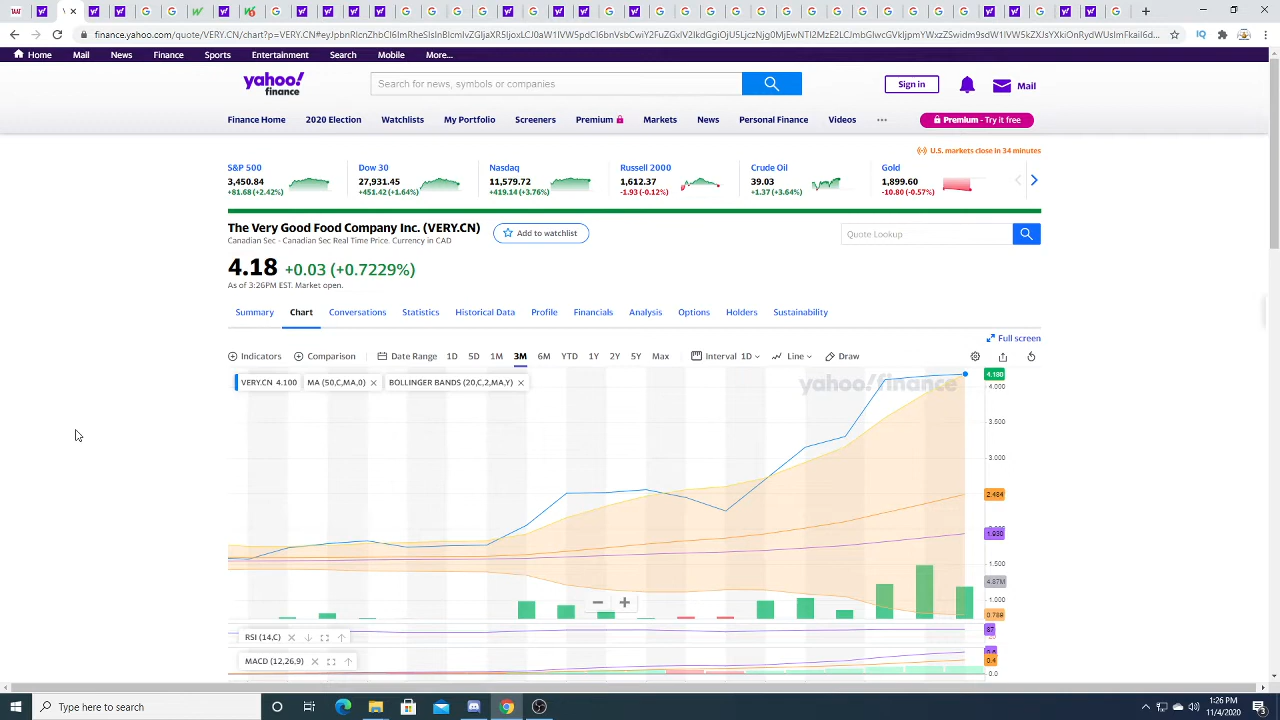 finance.yahoo.com/quote/VERY.CN/chart?p=VERY.CN#
Home Mail News Finance Sports Entertainment Search Mobile More...
yahoo!
finance
Search for news, symbols or companies
Sign in
Mail
Finance Home 2020 Election Watchlists My Portfolio Screeners Premium Markets News Personal Finance Videos ••• Premium - Try it free
U.S. markets close in 34 minutes
S&P 500 Dow 30 Nasdaq Russell 2000 Crude Oil Gold
3,450.84 27,931.45 11,579.72 1,612.37 39.03 1,899.60
+81.68 (+2.42%) +451.42 (+1.64%) +419.14 (+3.76%) -1.93 (-0.12%) +1.37 (+3.64%) -10.80 (-0.57%)
The Very Good Food Company Inc. (VERY.CN) Add to watchlist
Canadian Sec - Canadian Sec Real Time Price. Currency in CAD
Quote Lookup
4.18 +0.03 (+0.7229%)
As of 3:26PM EST. Market open.
Summary Chart Conversations Statistics Historical Data Profile Financials Analysis Options Holders Sustainability
Full screen
Indicators Comparison Date Range 1D 5D 1M 3M 6M YTD 1Y 2Y 5Y Max Interval 1D Line Draw
VERY.CN 4.100 MA (50,C,MA,0) BOLLINGER BANDS (20,C,2,MA,Y)
yahoo!finance
4.180
4.000
3.500
3.000
2.484
1.930
1.500
4.87M
1.000
0.789
RSI (14,C)
67
MACD (12,26,9)
0.4
0.0
Type here to search
1:26 PM
11/4/2020